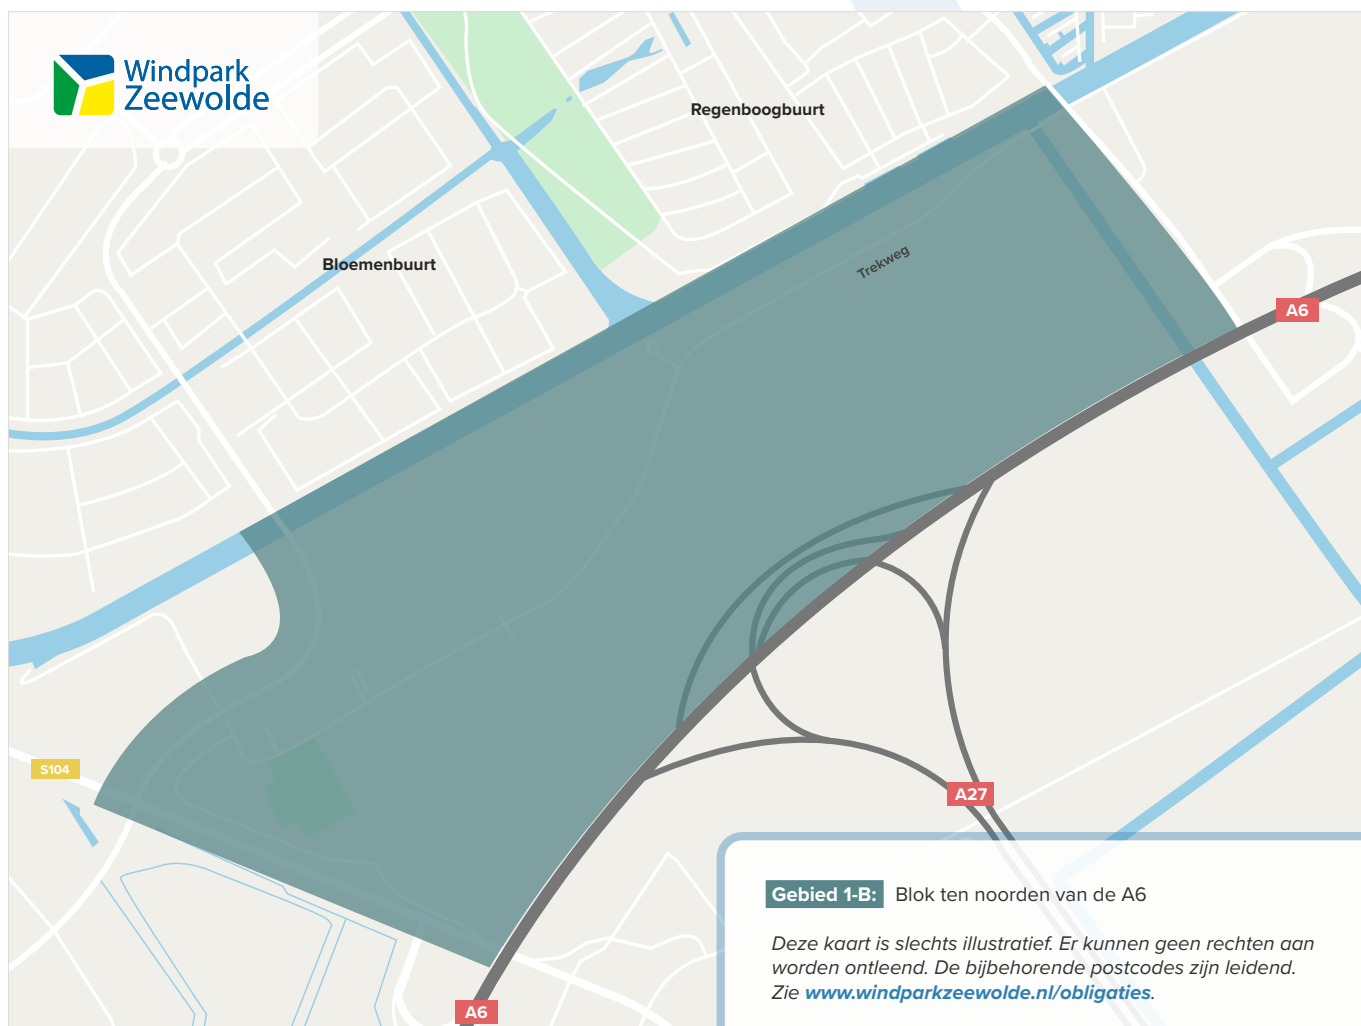 Windpark
Zeewolde
Regenboogbuurt
Bloemenbuurt
Trekweg
A6
S104
A27
Gebied 1-B: Blok ten noorden van de A6
Deze kaart is slechts illustratief. Er kunnen geen rechten aan
worden ontleend. De bijbehorende postcodes zijn leidend.
Zie www.windparkzeewolde.nl/obligaties.
A6